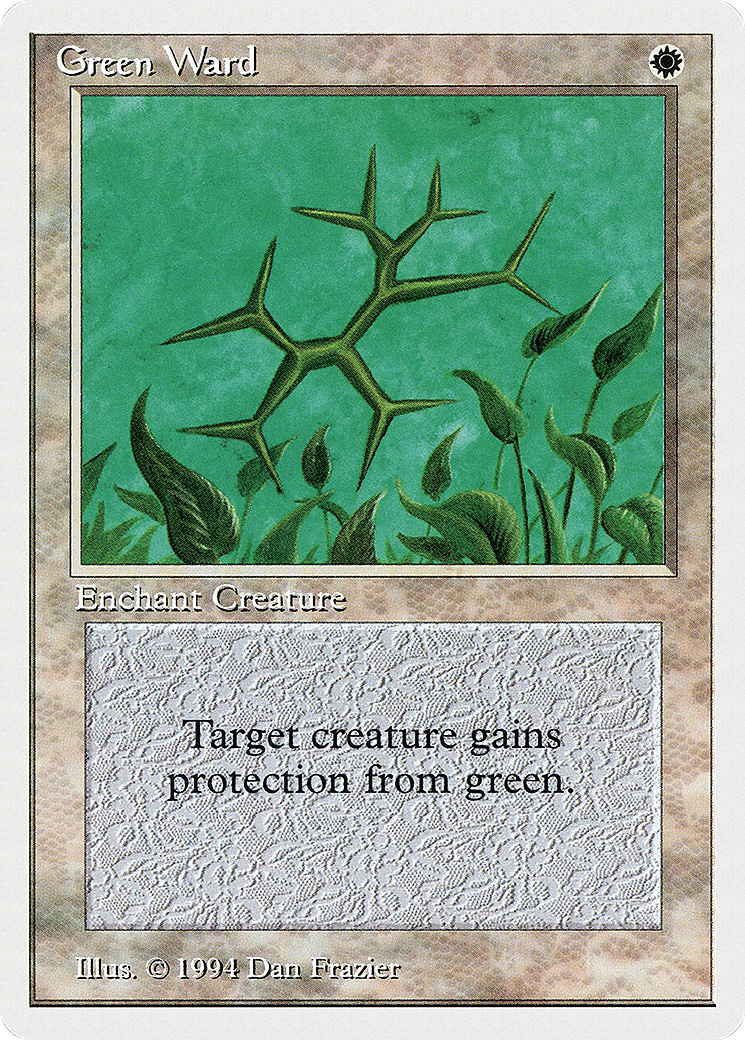 Green Ward
Enchant Creature
Target creature gains
protection from green.
Illus. © 1994 Dan Frazier